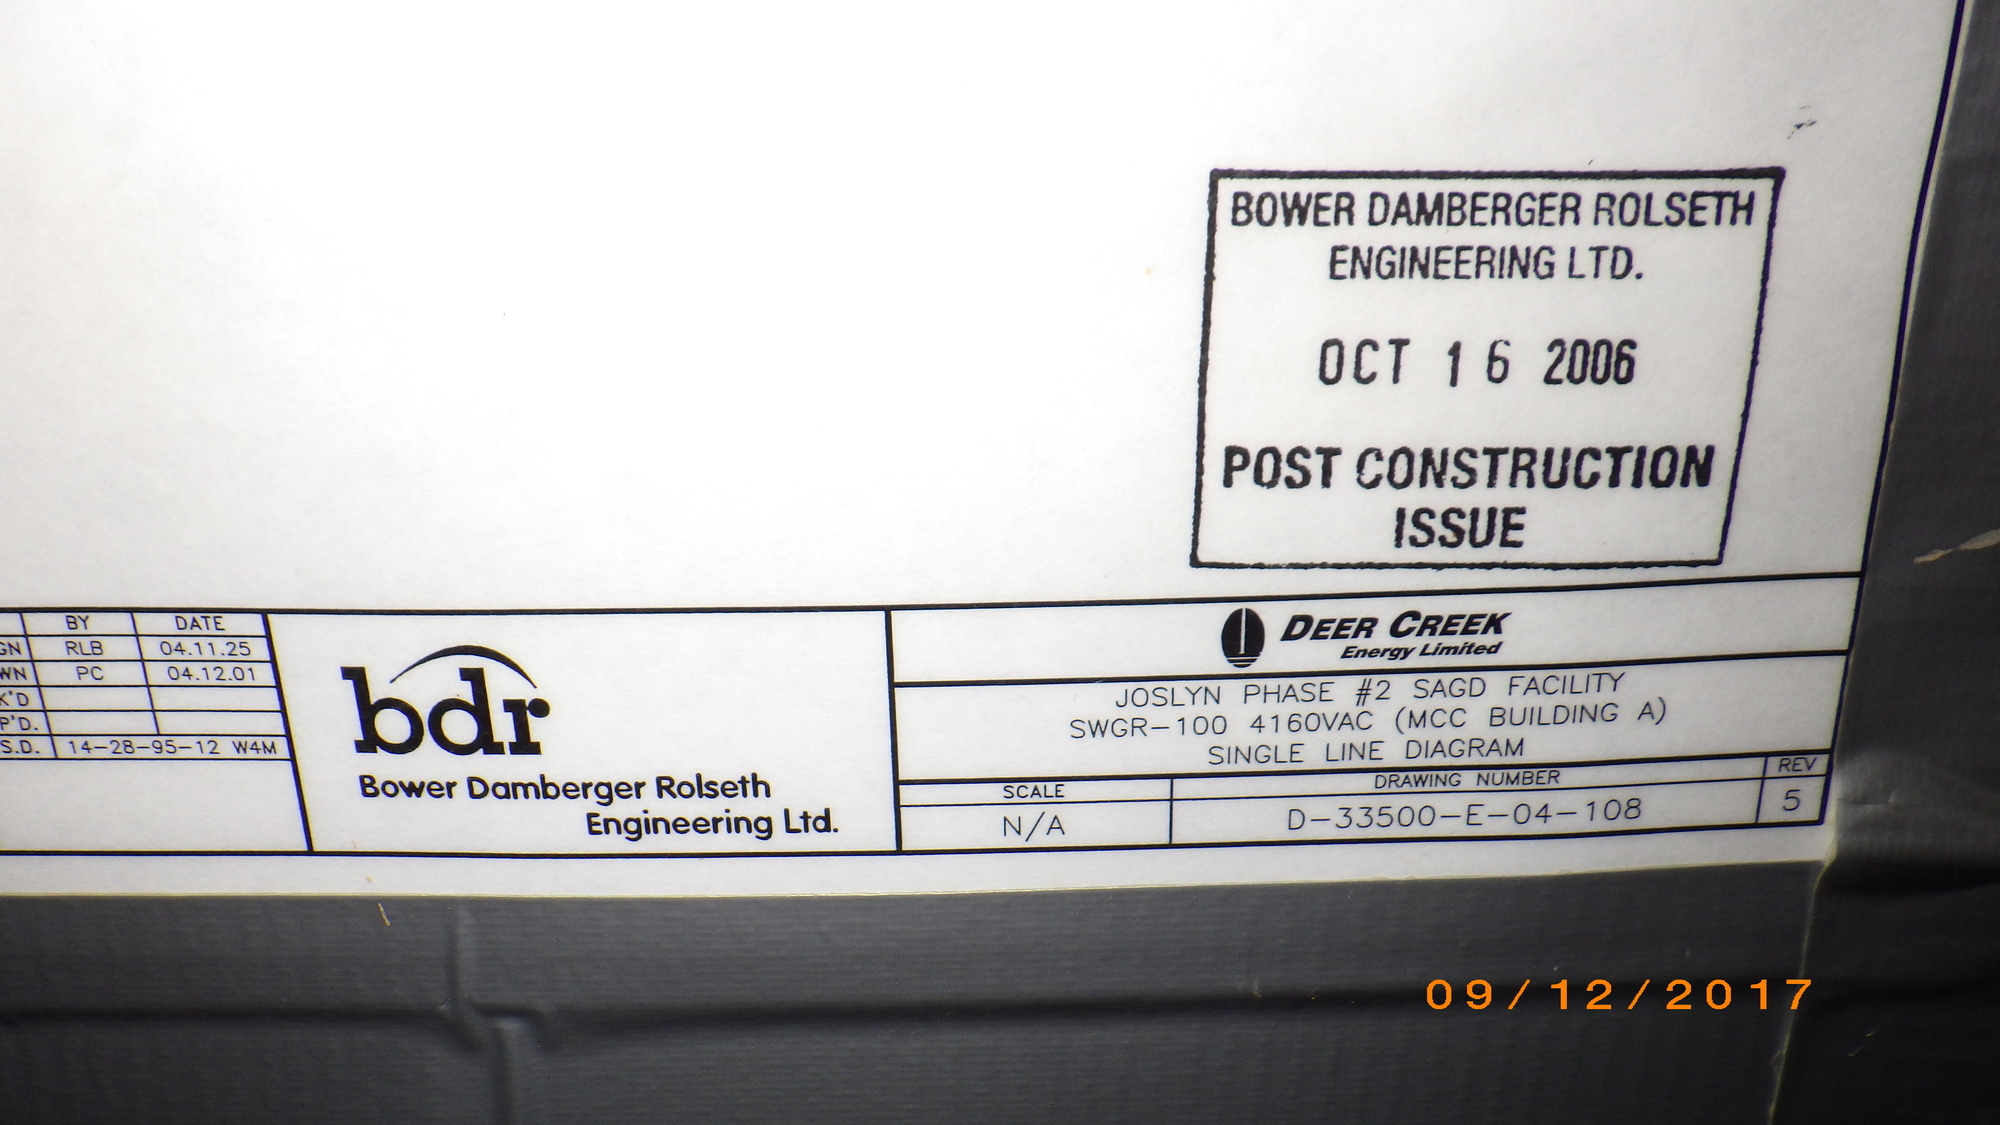 BOWER DAMBERGER ROLSETH
ENGINEERING LTD.
OCT 16 2006
POST CONSTRUCTION
ISSUE
BY DATE
GN RLB 04.11.25
WN PC 04.12.01
K'D
P'D.
S.D. 14-28-95-12 W4M
bdr
Bower Damberger Rolseth
Engineering Ltd.
DEER CREEK
Energy Limited
JOSLYN PHASE #2 SAGD FACILITY
SWGR-100 4160VAC (MCC BUILDING A)
SINGLE LINE DIAGRAM
SCALE DRAWING NUMBER REV
N/A D-33500-E-04-108 5
09/12/2017